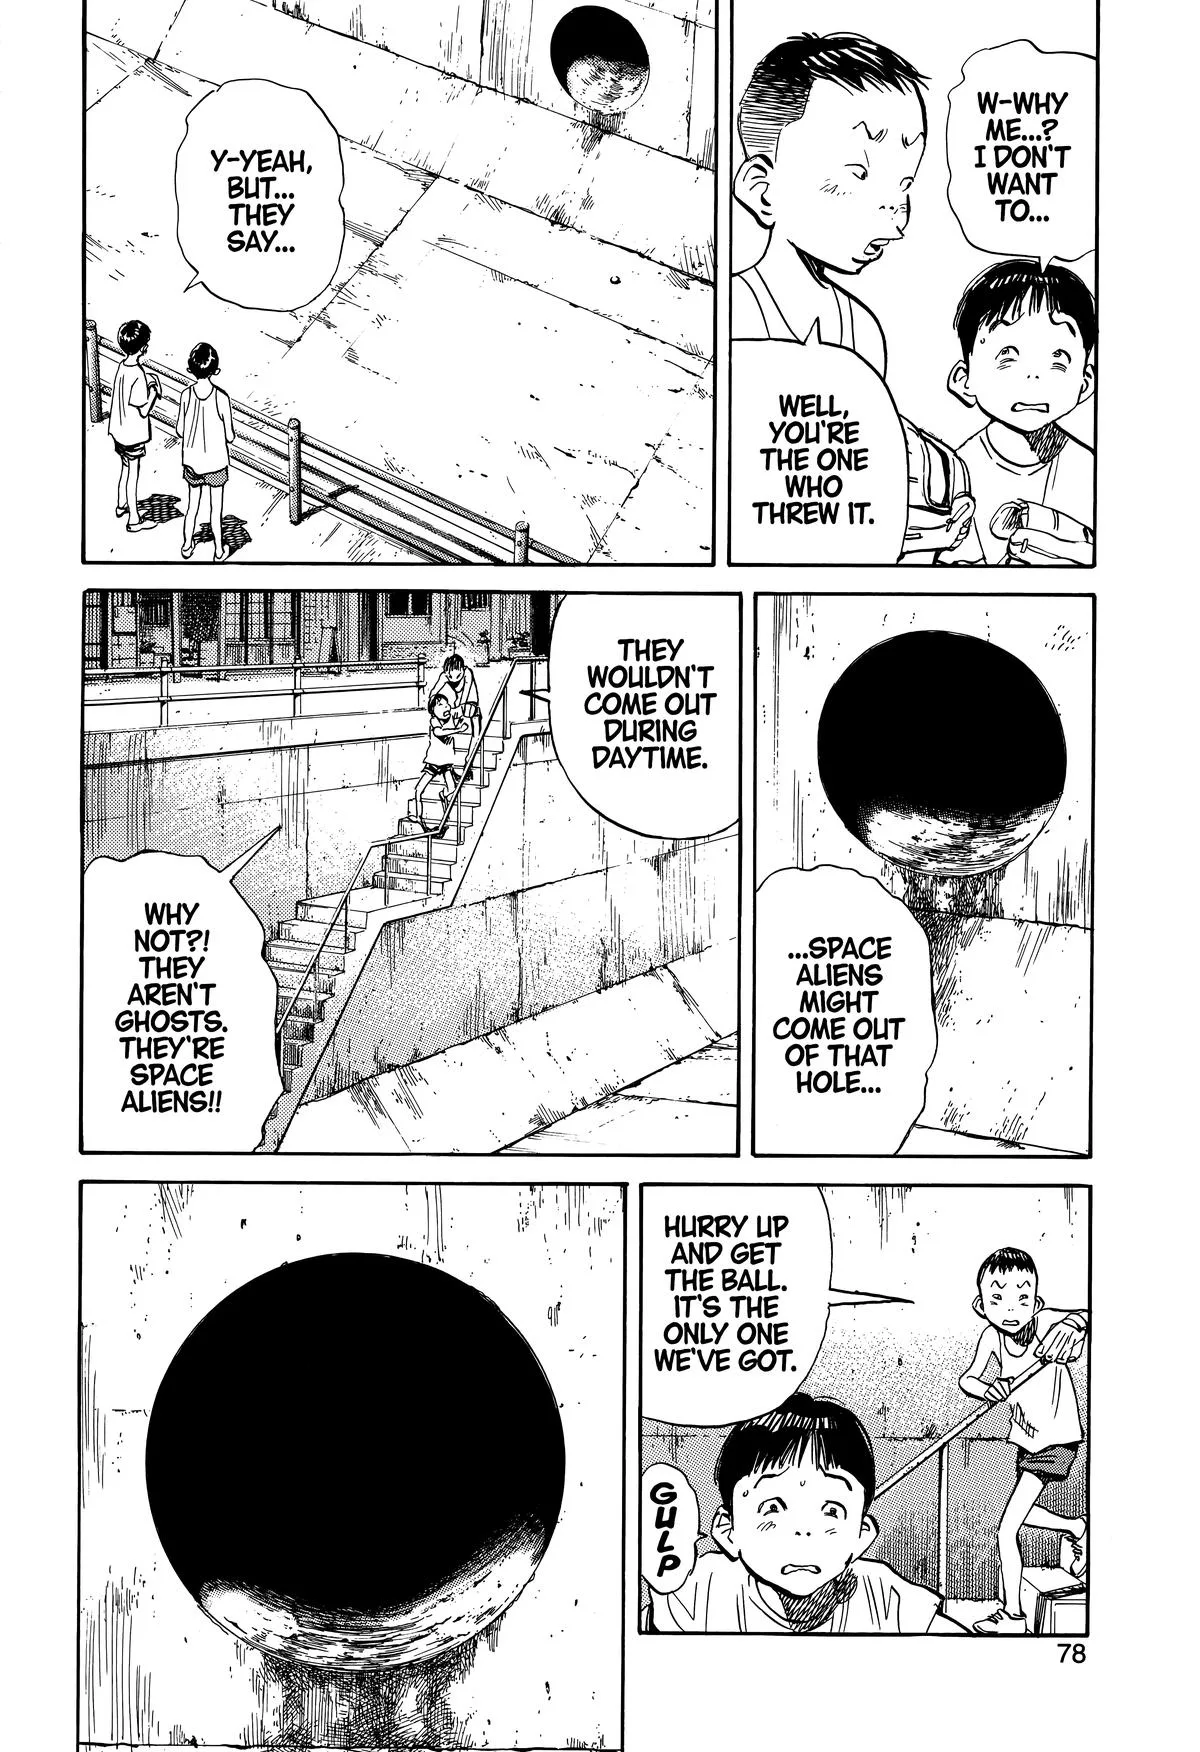 W-WHY
ME...?
I DON'T
WANT
TO...
WELL,
YOU'RE
THE ONE
WHO
THREW IT.
Y-YEAH,
BUT...
THEY
SAY...
...SPACE
ALIENS
MIGHT
COME OUT
OF THAT
HOLE...
THEY
WOULDN'T
COME OUT
DURING
DAYTIME.
WHY
NOT?!
THEY
AREN'T
GHOSTS.
THEY'RE
SPACE
ALIENS!!
HURRY UP
AND GET
THE BALL.
IT'S THE
ONLY ONE
WE'VE GOT.
GULP
78